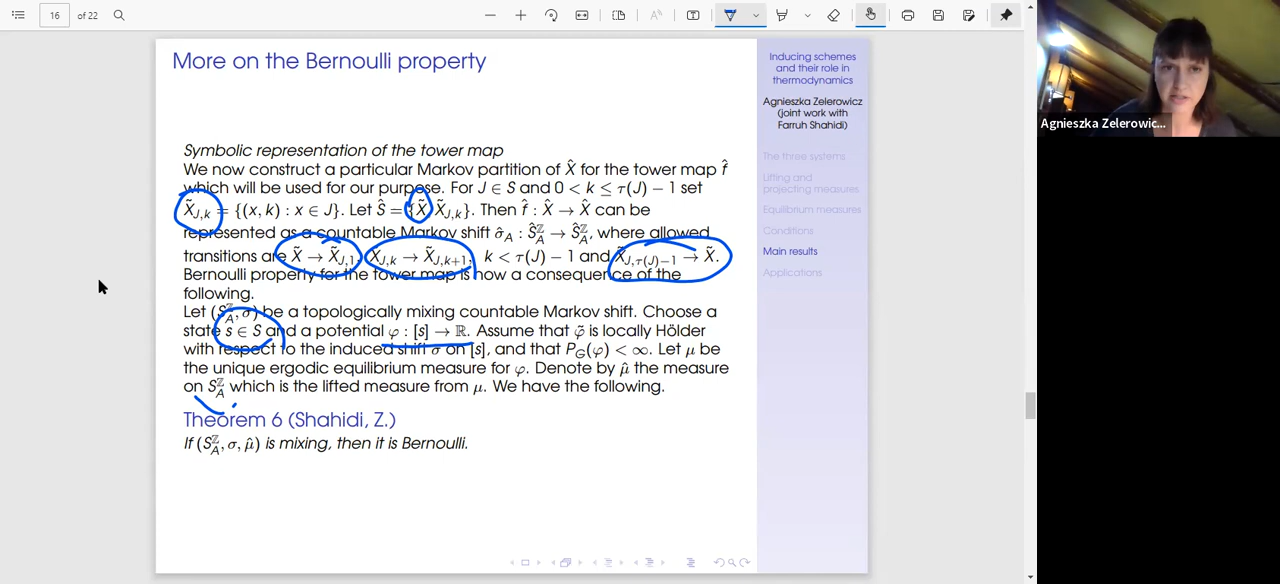 16 of 22
More on the Bernoulli property
Symbolic representation of the tower map
We now construct a particular Markov partition of X̂ for the tower map f̂
which will be used for our purpose. For J ∈ S and 0 < k ≤ τ(J) − 1 set
X̃_{J,k} = {(x, k) : x ∈ J}. Let Ŝ = {X̃, X̃_{J,k}}. Then f̂ : X̂ → X̂ can be
represented as a countable Markov shift σ̂_A : Ŝ_A^ℤ → Ŝ_A^ℤ, where allowed
transitions are X̃ → X̃_{J,1}, X̃_{J,k} → X̃_{J,k+1}, k < τ(J) − 1 and X̃_{J,τ(J)−1} → X̃.
Bernoulli property for the tower map is now a consequence of the
following.
Let (S_A^ℤ, σ) be a topologically mixing countable Markov shift. Choose a
state s ∈ S and a potential φ : [s] → ℝ. Assume that φ̃ is locally Hölder
with respect to the induced shift σ̃ on [s], and that P_G(φ) < ∞. Let μ be
the unique ergodic equilibrium measure for φ. Denote by μ̂ the measure
on S_A^ℤ which is the lifted measure from μ. We have the following.
Theorem 6 (Shahidi, Z.)
If (S_A^ℤ, σ, μ̂) is mixing, then it is Bernoulli.
Inducing schemes
and their role in
thermodynamics
Agnieszka Zelerowicz
(joint work with
Farruh Shahidi)
The three systems
Lifting and
projecting measures
Equilibrium measures
Conditions
Main results
Applications
Agnieszka Zelerowic...